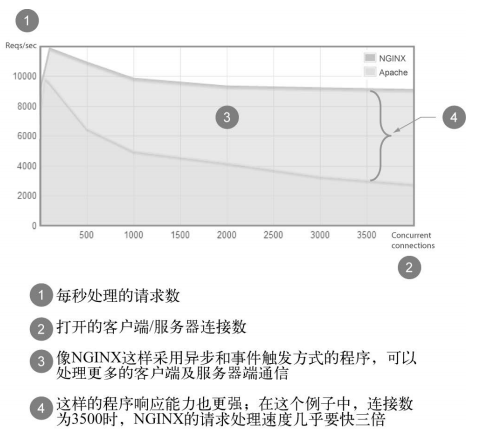 1
Reqs/sec
NGINX
Apache
10000
8000
6000
4000
2000
0
3
4
500
1000
1500
2000
2500
3000
3500
Concurrent
connections
2
1 每秒处理的请求数
2 打开的客户端/服务器连接数
3 像NGINX这样采用异步和事件触发方式的程序，可以
处理更多的客户端及服务器端通信
4 这样的程序响应能力也更强；在这个例子中，连接数
为3500时，NGINX的请求处理速度几乎要快三倍